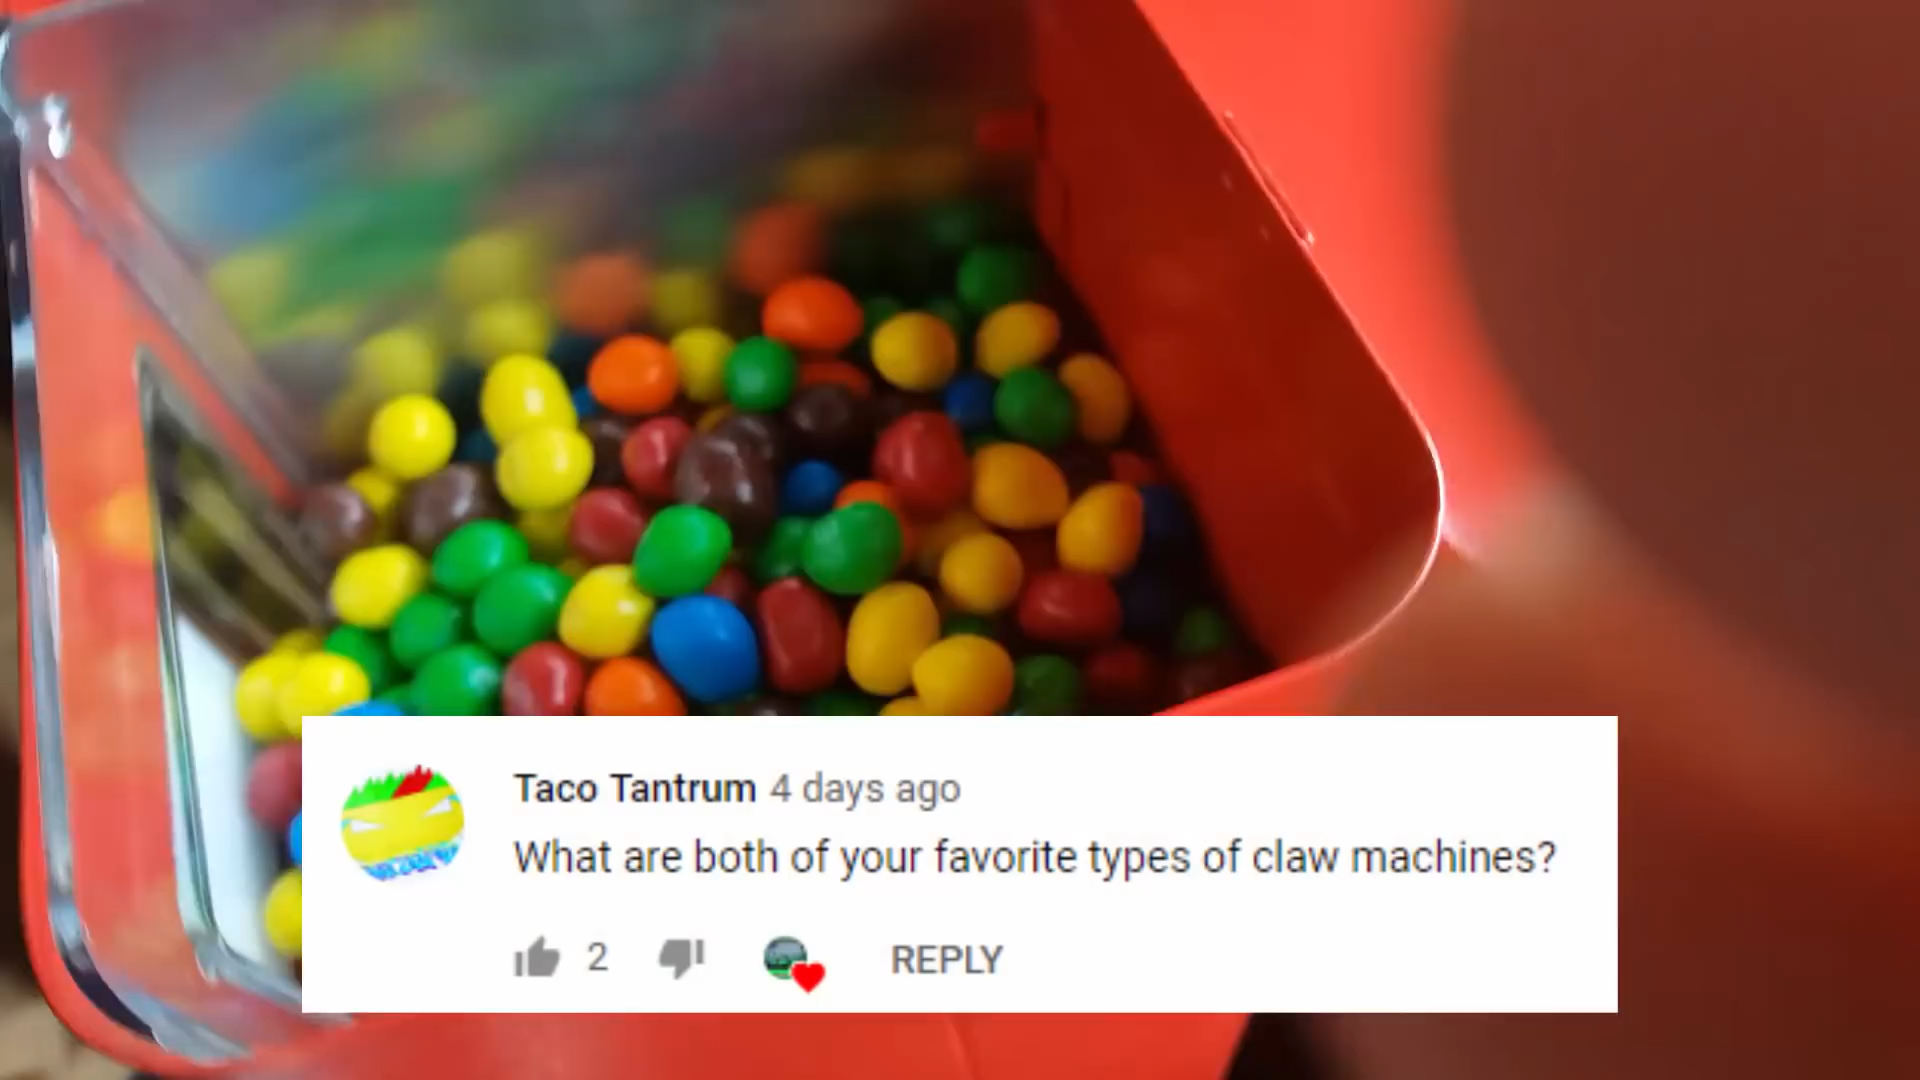 Taco Tantrum 4 days ago
What are both of your favorite types of claw machines?
2 REPLY